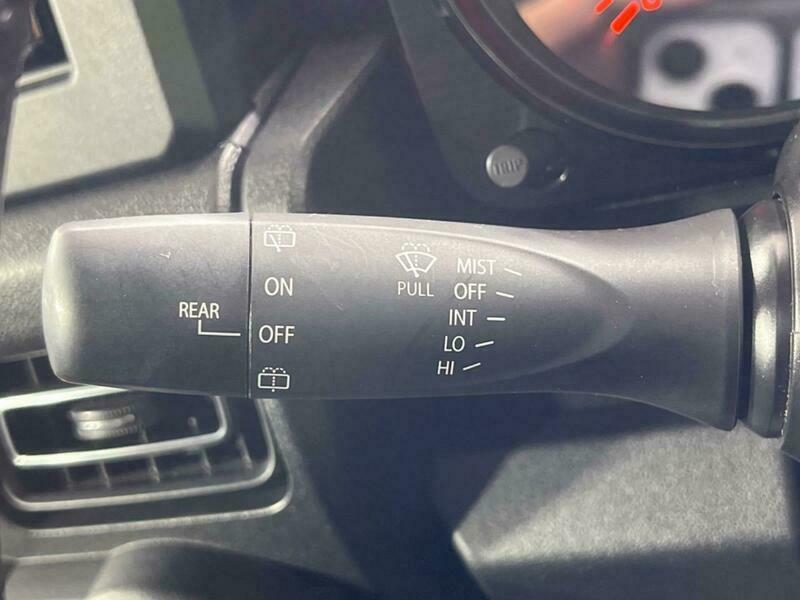 TRIP
REAR
ON
OFF
PULL
MIST
OFF
INT
LO
HI